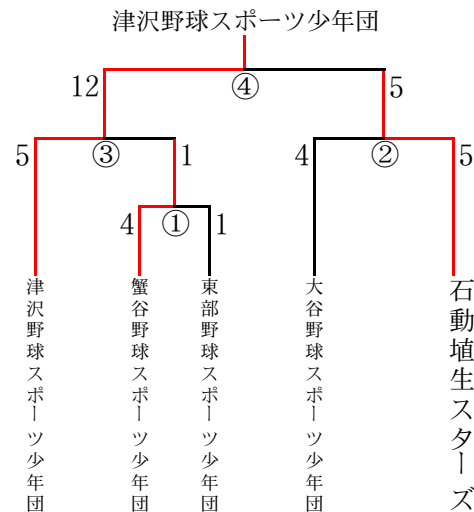 津沢野球スポーツ少年団
12
④
5
5
③
1
4
②
5
4
①
1
津沢野球スポーツ少年団
蟹谷野球スポーツ少年団
東部野球スポーツ少年団
大谷野球スポーツ少年団
石動埴生スターズ